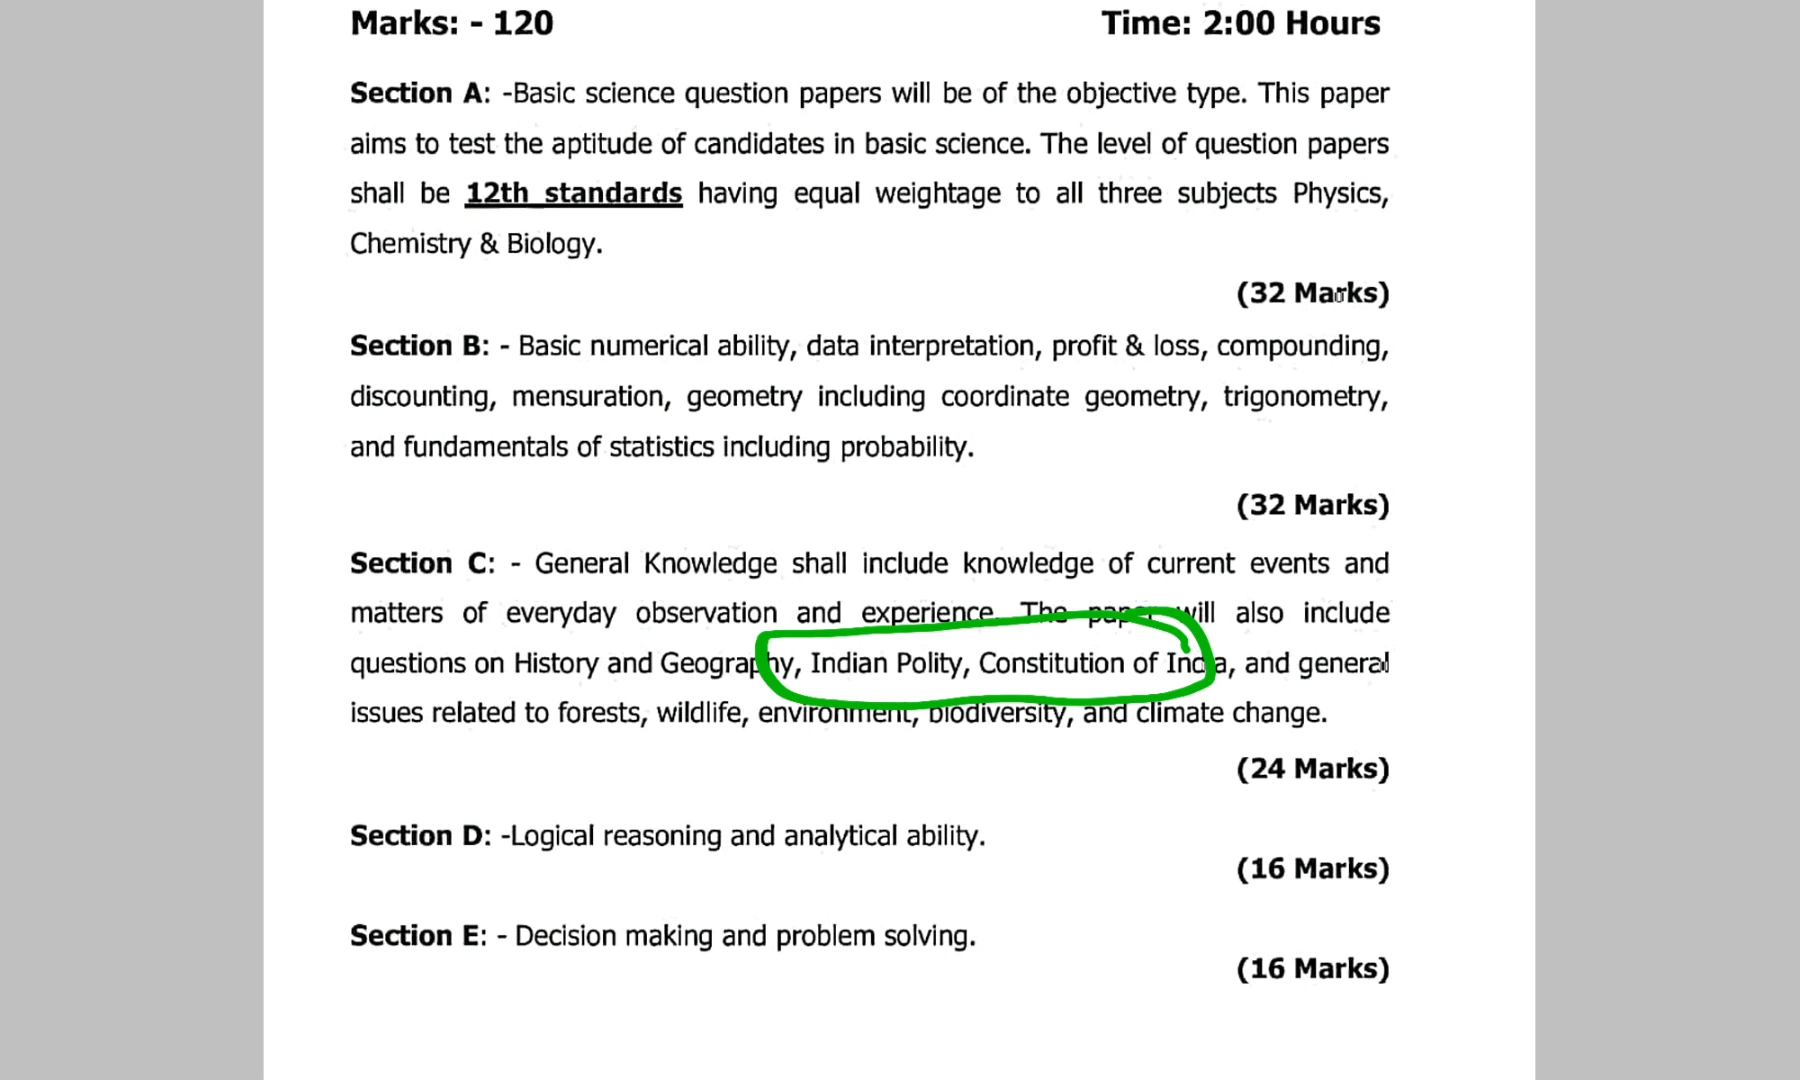 Marks: - 120 Time: 2:00 Hours
Section A: -Basic science question papers will be of the objective type. This paper
aims to test the aptitude of candidates in basic science. The level of question papers
shall be 12th standards having equal weightage to all three subjects Physics,
Chemistry & Biology.
(32 Marks)
Section B: - Basic numerical ability, data interpretation, profit & loss, compounding,
discounting, mensuration, geometry including coordinate geometry, trigonometry,
and fundamentals of statistics including probability.
(32 Marks)
Section C: - General Knowledge shall include knowledge of current events and
matters of everyday observation and experience. The paper will also include
questions on History and Geography, Indian Polity, Constitution of India, and general
issues related to forests, wildlife, environment, biodiversity, and climate change.
(24 Marks)
Section D: -Logical reasoning and analytical ability.
(16 Marks)
Section E: - Decision making and problem solving.
(16 Marks)